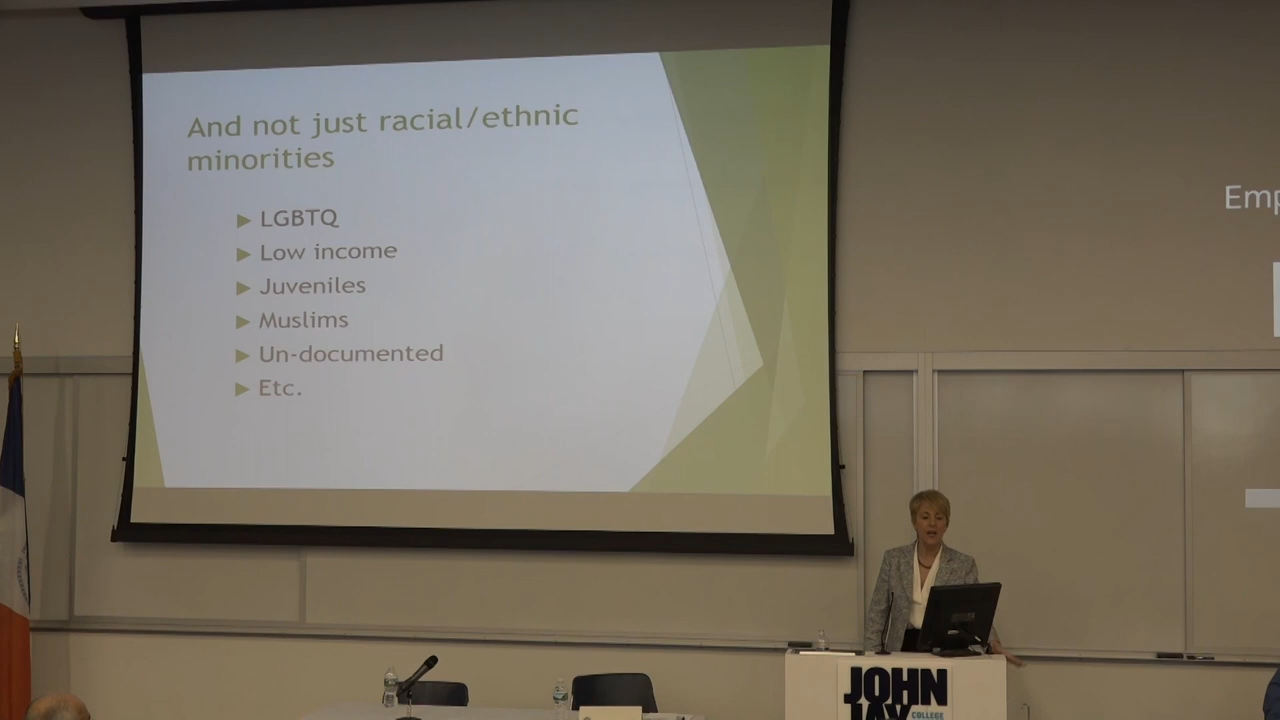 And not just racial/ethnic
minorities
LGBTQ
Low income
Juveniles
Muslims
Un-documented
Etc.
Emp
JOHN
JAY
COLLEGE